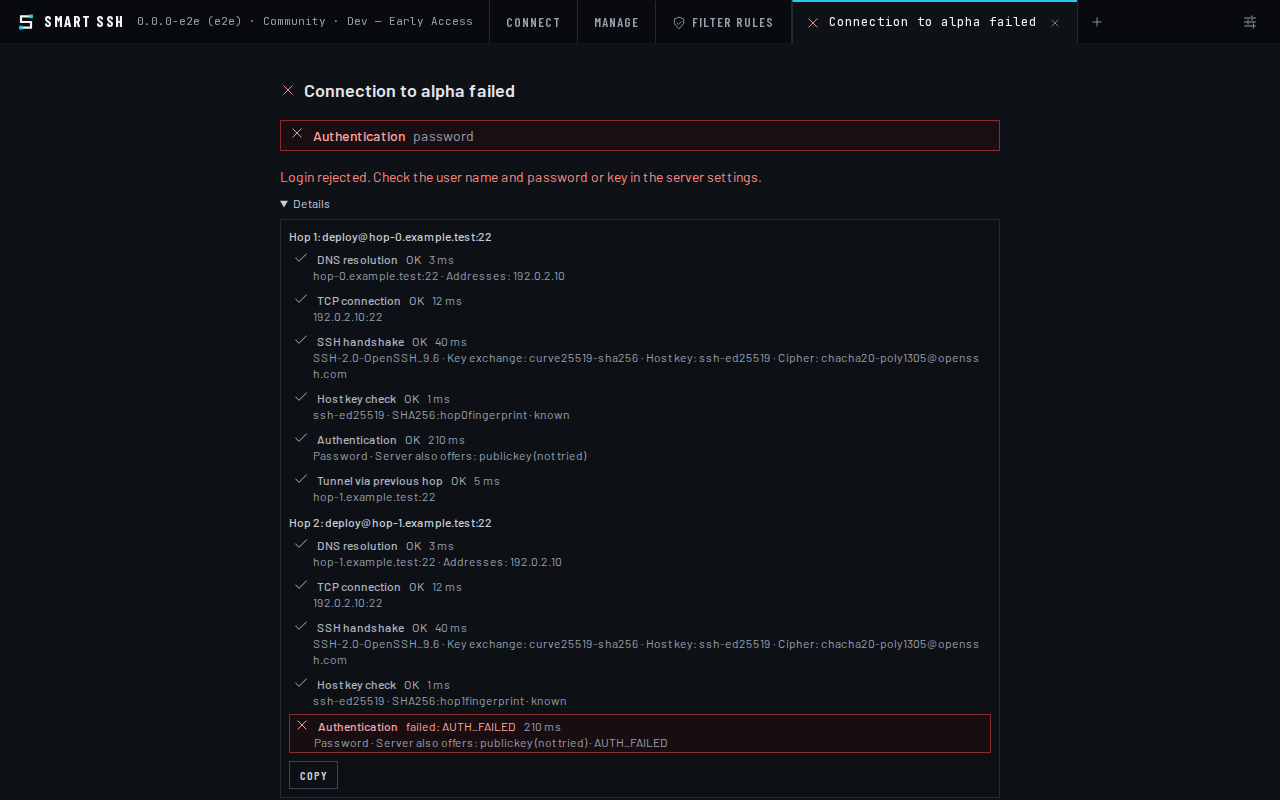 SMART SSH 0.0.0-e2e (e2e) · Community · Dev — Early Access CONNECT MANAGE FILTER RULES Connection to alpha failed
Connection to alpha failed
Authentication password
Login rejected. Check the user name and password or key in the server settings.
Details
Hop 1: deploy@hop-0.example.test:22
DNS resolution OK 3 ms
hop-0.example.test:22 · Addresses: 192.0.2.10
TCP connection OK 12 ms
192.0.2.10:22
SSH handshake OK 40 ms
SSH-2.0-OpenSSH_9.6 · Key exchange: curve25519-sha256 · Host key: ssh-ed25519 · Cipher: chacha20-poly1305@openss
h.com
Host key check OK 1 ms
ssh-ed25519 · SHA256:hop0fingerprint · known
Authentication OK 210 ms
Password · Server also offers: publickey (not tried)
Tunnel via previous hop OK 5 ms
hop-1.example.test:22
Hop 2: deploy@hop-1.example.test:22
DNS resolution OK 3 ms
hop-1.example.test:22 · Addresses: 192.0.2.10
TCP connection OK 12 ms
192.0.2.10:22
SSH handshake OK 40 ms
SSH-2.0-OpenSSH_9.6 · Key exchange: curve25519-sha256 · Host key: ssh-ed25519 · Cipher: chacha20-poly1305@openss
h.com
Host key check OK 1 ms
ssh-ed25519 · SHA256:hop1fingerprint · known
Authentication failed: AUTH_FAILED 210 ms
Password · Server also offers: publickey (not tried) · AUTH_FAILED
COPY